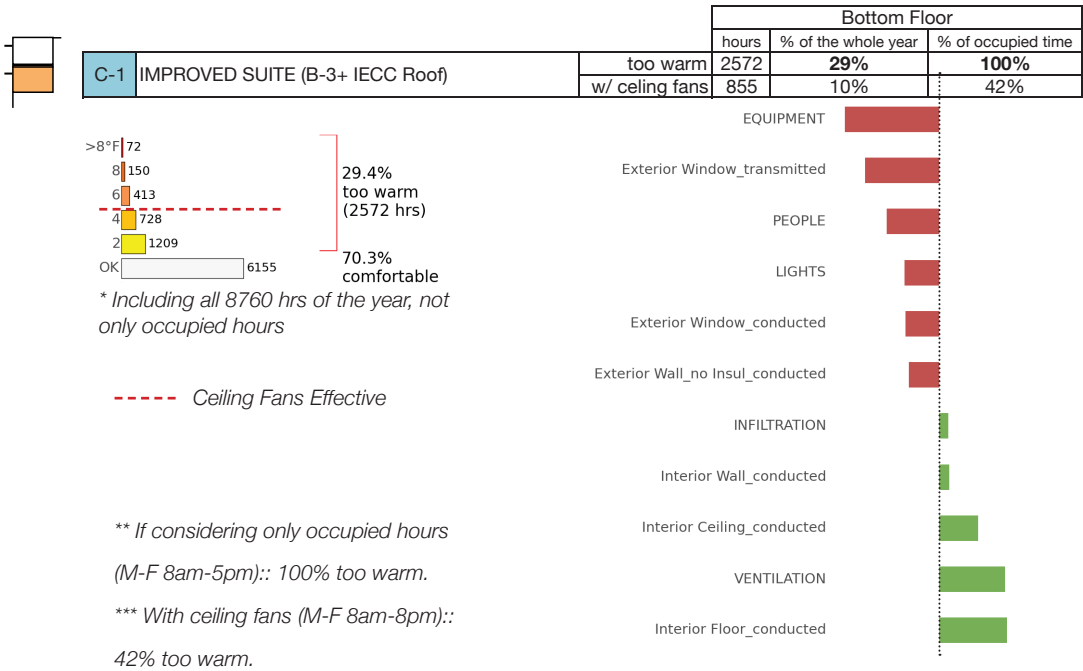 Bottom Floor
hours % of the whole year % of occupied time
C-1 IMPROVED SUITE (B-3+ IECC Roof) too warm 2572 29% 100%
w/ celing fans 855 10% 42%
>8°F 72
8 150
6 413
4 728
2 1209
OK 6155
29.4%
too warm
(2572 hrs)
70.3%
comfortable
* Including all 8760 hrs of the year, not
only occupied hours
Ceiling Fans Effective
** If considering only occupied hours
(M-F 8am-5pm):: 100% too warm.
*** With ceiling fans (M-F 8am-8pm)::
42% too warm.
EQUIPMENT
Exterior Window_transmitted
PEOPLE
LIGHTS
Exterior Window_conducted
Exterior Wall_no Insul_conducted
INFILTRATION
Interior Wall_conducted
Interior Ceiling_conducted
VENTILATION
Interior Floor_conducted